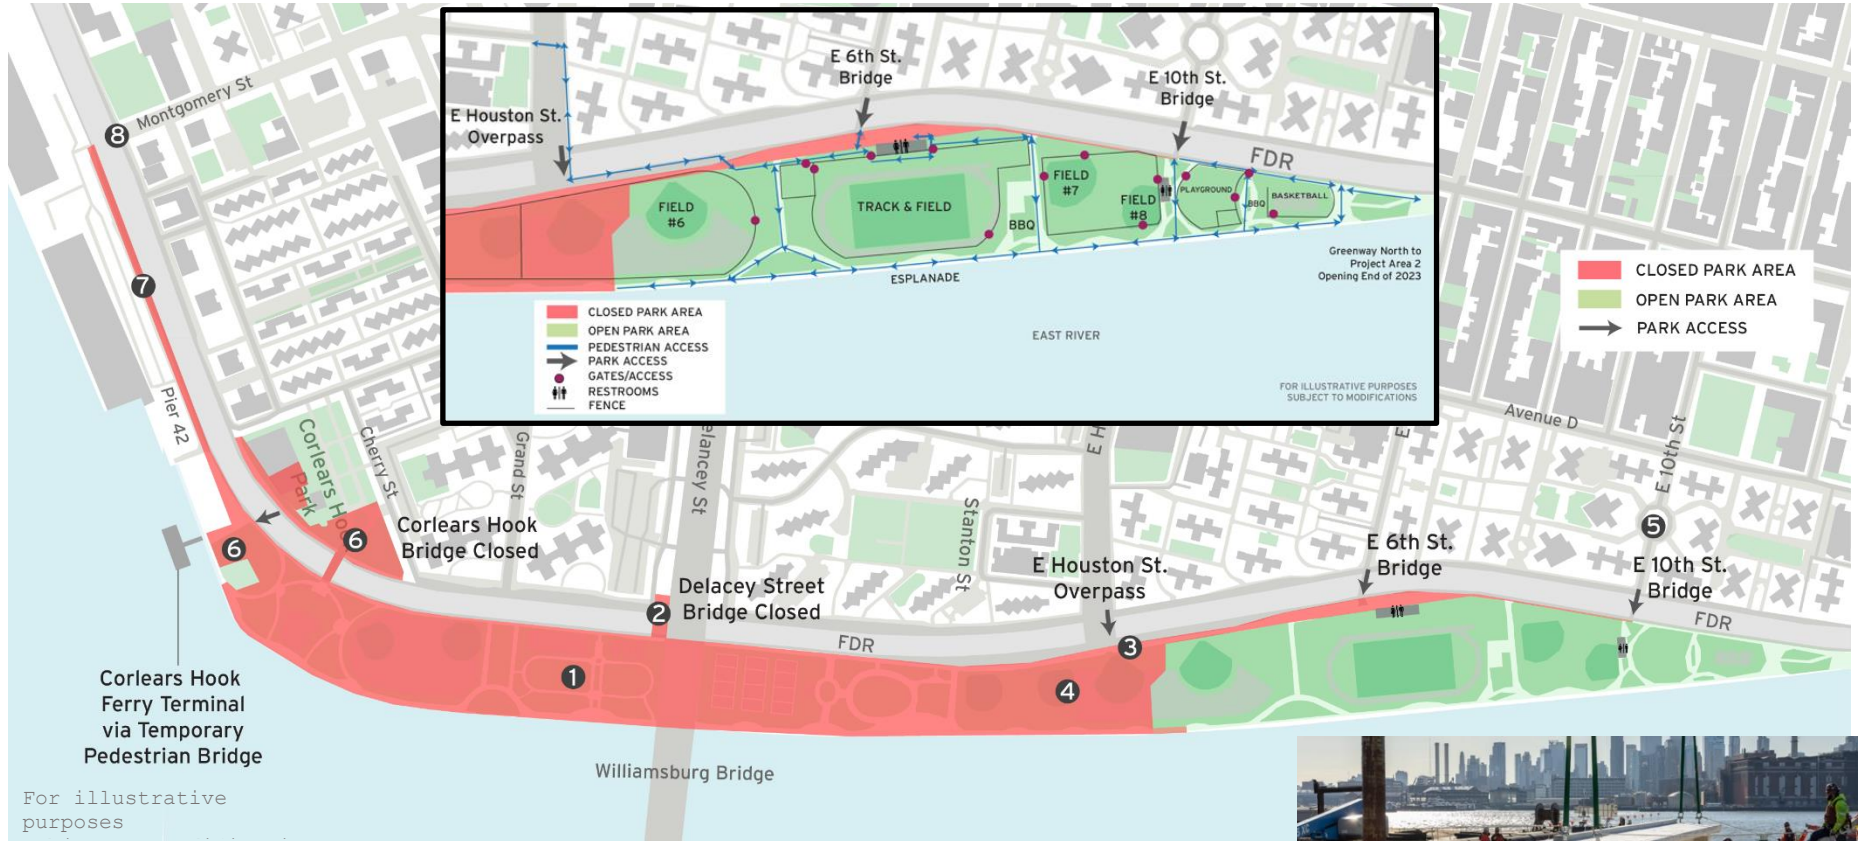 Montgomery St
Pier 42
Corlears Hook
Park
Cherry St
Grand St
elancey St
Stanton St
E H
E
Avenue D
E 10th St
FDR
FDR
Williamsburg Bridge
8
7
6
6
2
1
3
4
5
Corlears Hook
Bridge Closed
Delacey Street
Bridge Closed
E Houston St.
Overpass
E 6th St.
Bridge
E 10th St.
Bridge
Corlears Hook
Ferry Terminal
via Temporary
Pedestrian Bridge
For illustrative
purposes
CLOSED PARK AREA
OPEN PARK AREA
PARK ACCESS
E Houston St.
Overpass
E 6th St.
Bridge
E 10th St.
Bridge
FDR
FIELD
#6
TRACK & FIELD
BBQ
FIELD
#7
FIELD
#8
PLAYGROUND
BBQ
BASKETBALL
ESPLANADE
Greenway North to
Project Area 2
Opening End of 2023
EAST RIVER
CLOSED PARK AREA
OPEN PARK AREA
PEDESTRIAN ACCESS
PARK ACCESS
GATES/ACCESS
RESTROOMS
FENCE
FOR ILLUSTRATIVE PURPOSES
SUBJECT TO MODIFICATIONS